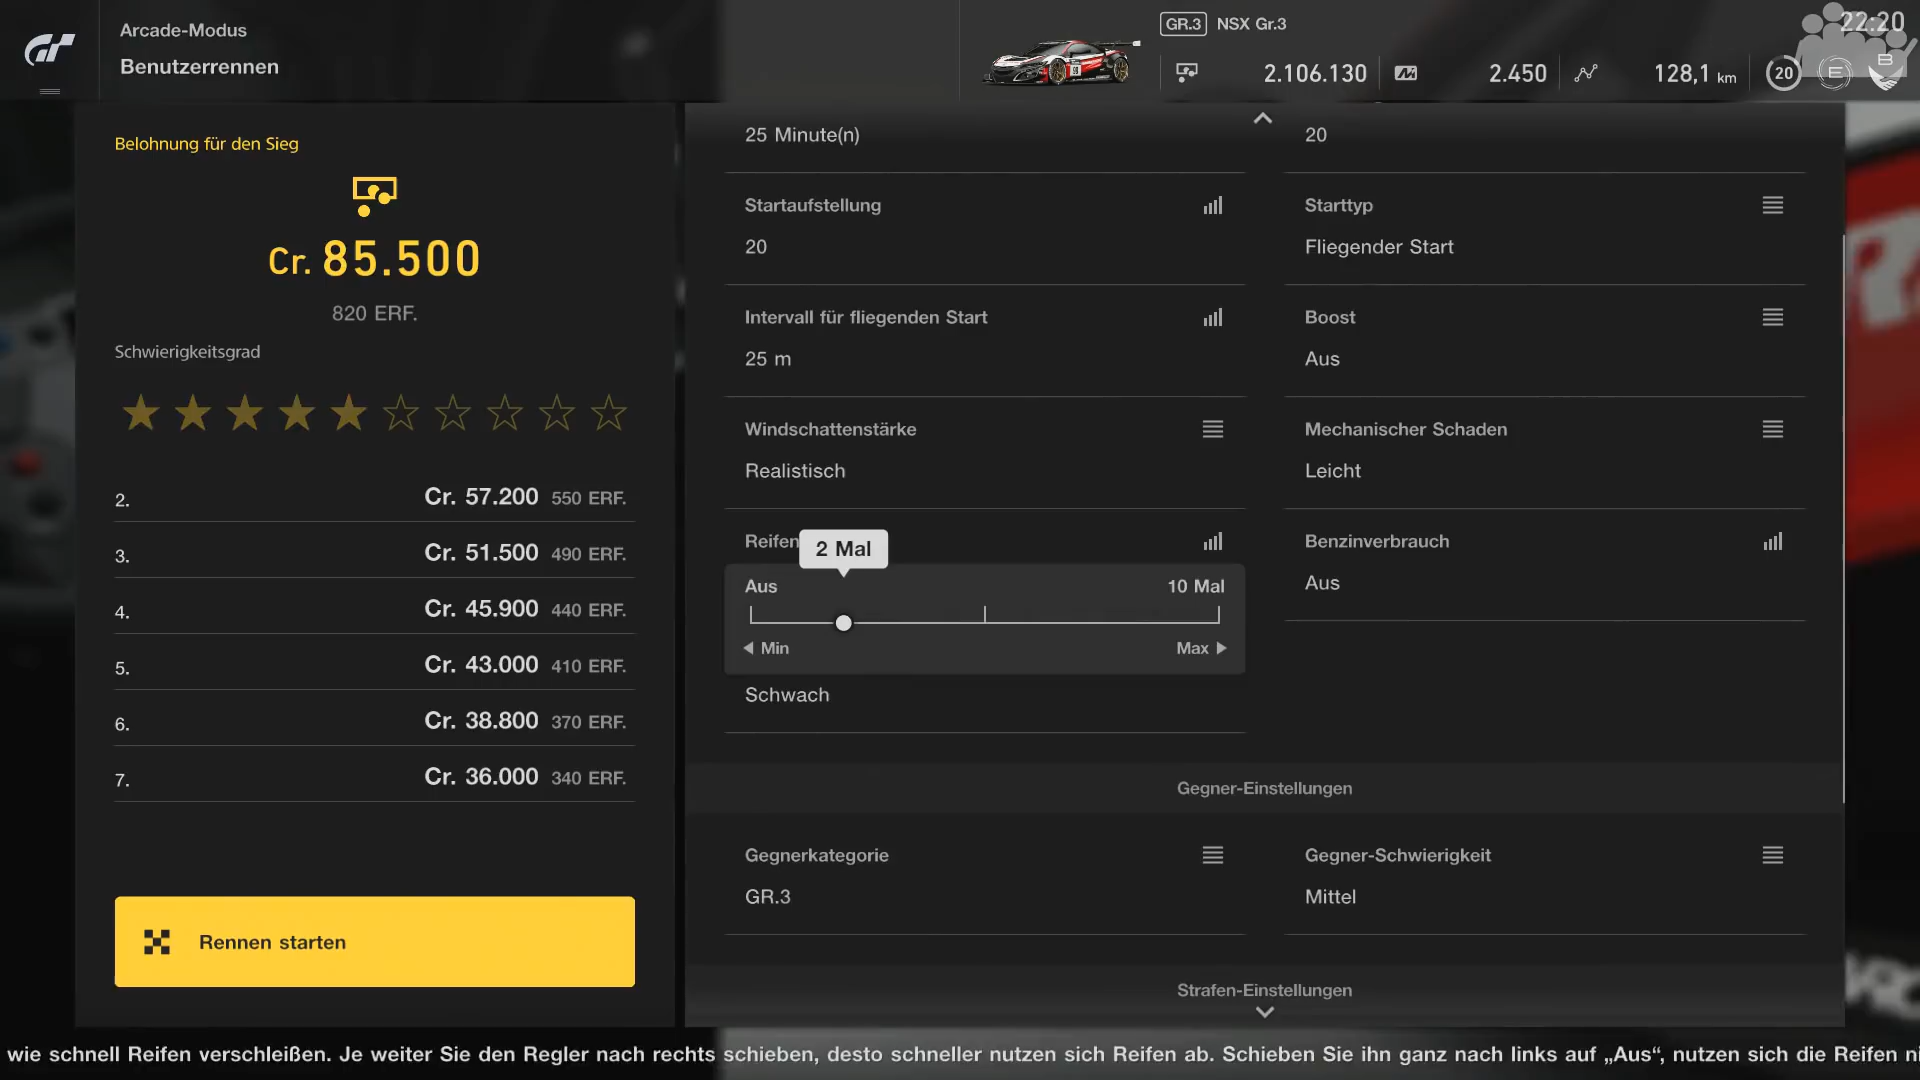 Arcade-Modus
Benutzerrennen
GR.3 NSX Gr.3
22:20
2.106.130
2.450
128,1 km
20
E
B
Belohnung für den Sieg
Cr. 85.500
820 ERF.
Schwierigkeitsgrad
2. Cr. 57.200 550 ERF.
3. Cr. 51.500 490 ERF.
4. Cr. 45.900 440 ERF.
5. Cr. 43.000 410 ERF.
6. Cr. 38.800 370 ERF.
7. Cr. 36.000 340 ERF.
Rennen starten
25 Minute(n)
20
Startaufstellung
20
Starttyp
Fliegender Start
Intervall für fliegenden Start
25 m
Boost
Aus
Windschattenstärke
Realistisch
Mechanischer Schaden
Leicht
Reifen
2 Mal
Aus
10 Mal
Min
Max
Benzinverbrauch
Aus
Schwach
Gegner-Einstellungen
Gegnerkategorie
GR.3
Gegner-Schwierigkeit
Mittel
Strafen-Einstellungen
wie schnell Reifen verschleißen. Je weiter Sie den Regler nach rechts schieben, desto schneller nutzen sich Reifen ab. Schieben Sie ihn ganz nach links auf „Aus“, nutzen sich die Reifen